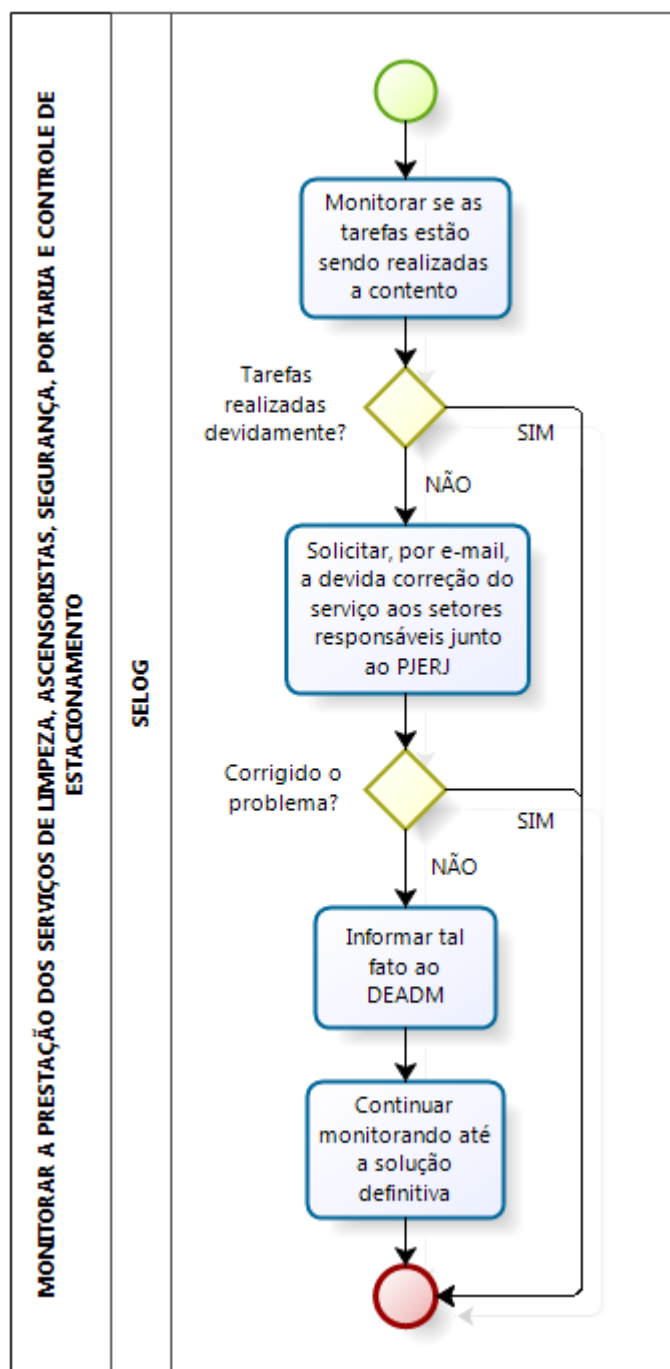 MONITORAR A PRESTAÇÃO DOS SERVIÇOS DE LIMPEZA, ASCENSORISTAS, SEGURANÇA, PORTARIA E CONTROLE DE
ESTACIONAMENTO
SELOG
Monitorar se as
tarefas estão
sendo realizadas
a contento
Tarefas
realizadas
devidamente?
SIM
NÃO
Solicitar, por e-mail,
a devida correção do
serviço aos setores
responsáveis junto
ao PJERJ
Corrigido o
problema?
SIM
NÃO
Informar tal
fato ao
DEADM
Continuar
monitorando até
a solução
definitiva